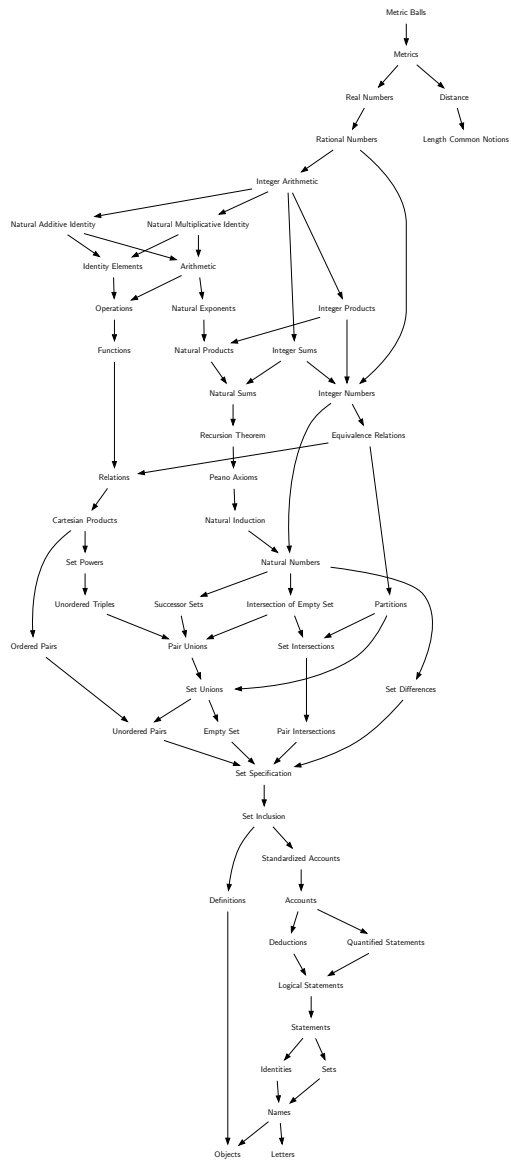 Metric Balls
Metrics
Real Numbers Distance
Rational Numbers Length Common Notions
Integer Arithmetic
Natural Additive Identity Natural Multiplicative Identity
Identity Elements Arithmetic
Operations Natural Exponents Integer Products
Functions Natural Products Integer Sums
Natural Sums Integer Numbers
Recursion Theorem Equivalence Relations
Relations Peano Axioms
Cartesian Products Natural Induction
Set Powers Natural Numbers
Unordered Triples Successor Sets Intersection of Empty Set Partitions
Ordered Pairs Pair Unions Set Intersections
Set Unions Set Differences
Unordered Pairs Empty Set Pair Intersections
Set Specification
Set Inclusion
Standardized Accounts
Definitions Accounts
Deductions Quantified Statements
Logical Statements
Statements
Identities Sets
Names
Objects Letters